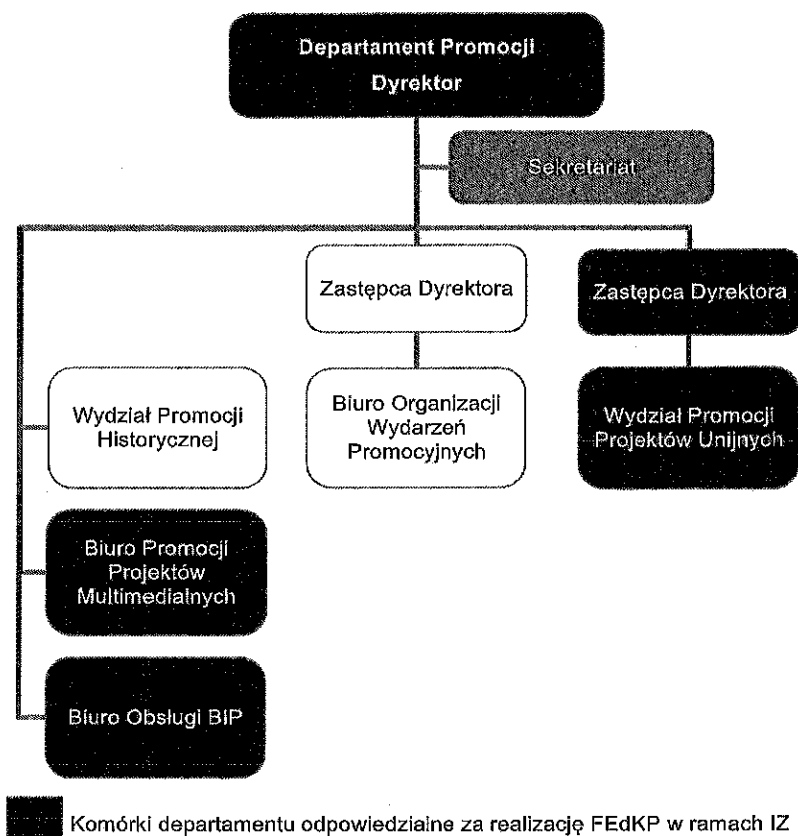 Departament Promocji
Dyrektor
Sekretariat
Zastępca Dyrektora
Zastępca Dyrektora
Wydział Promocji
Historycznej
Biuro Organizacji
Wydarzeń
Promocyjnych
Wydział Promocji
Projektów Unijnych
Biuro Promocji
Projektów
Multimedialnych
Biuro Obsługi BIP
Komórki departamentu odpowiedzialne za realizację FEdKP w ramach IZ